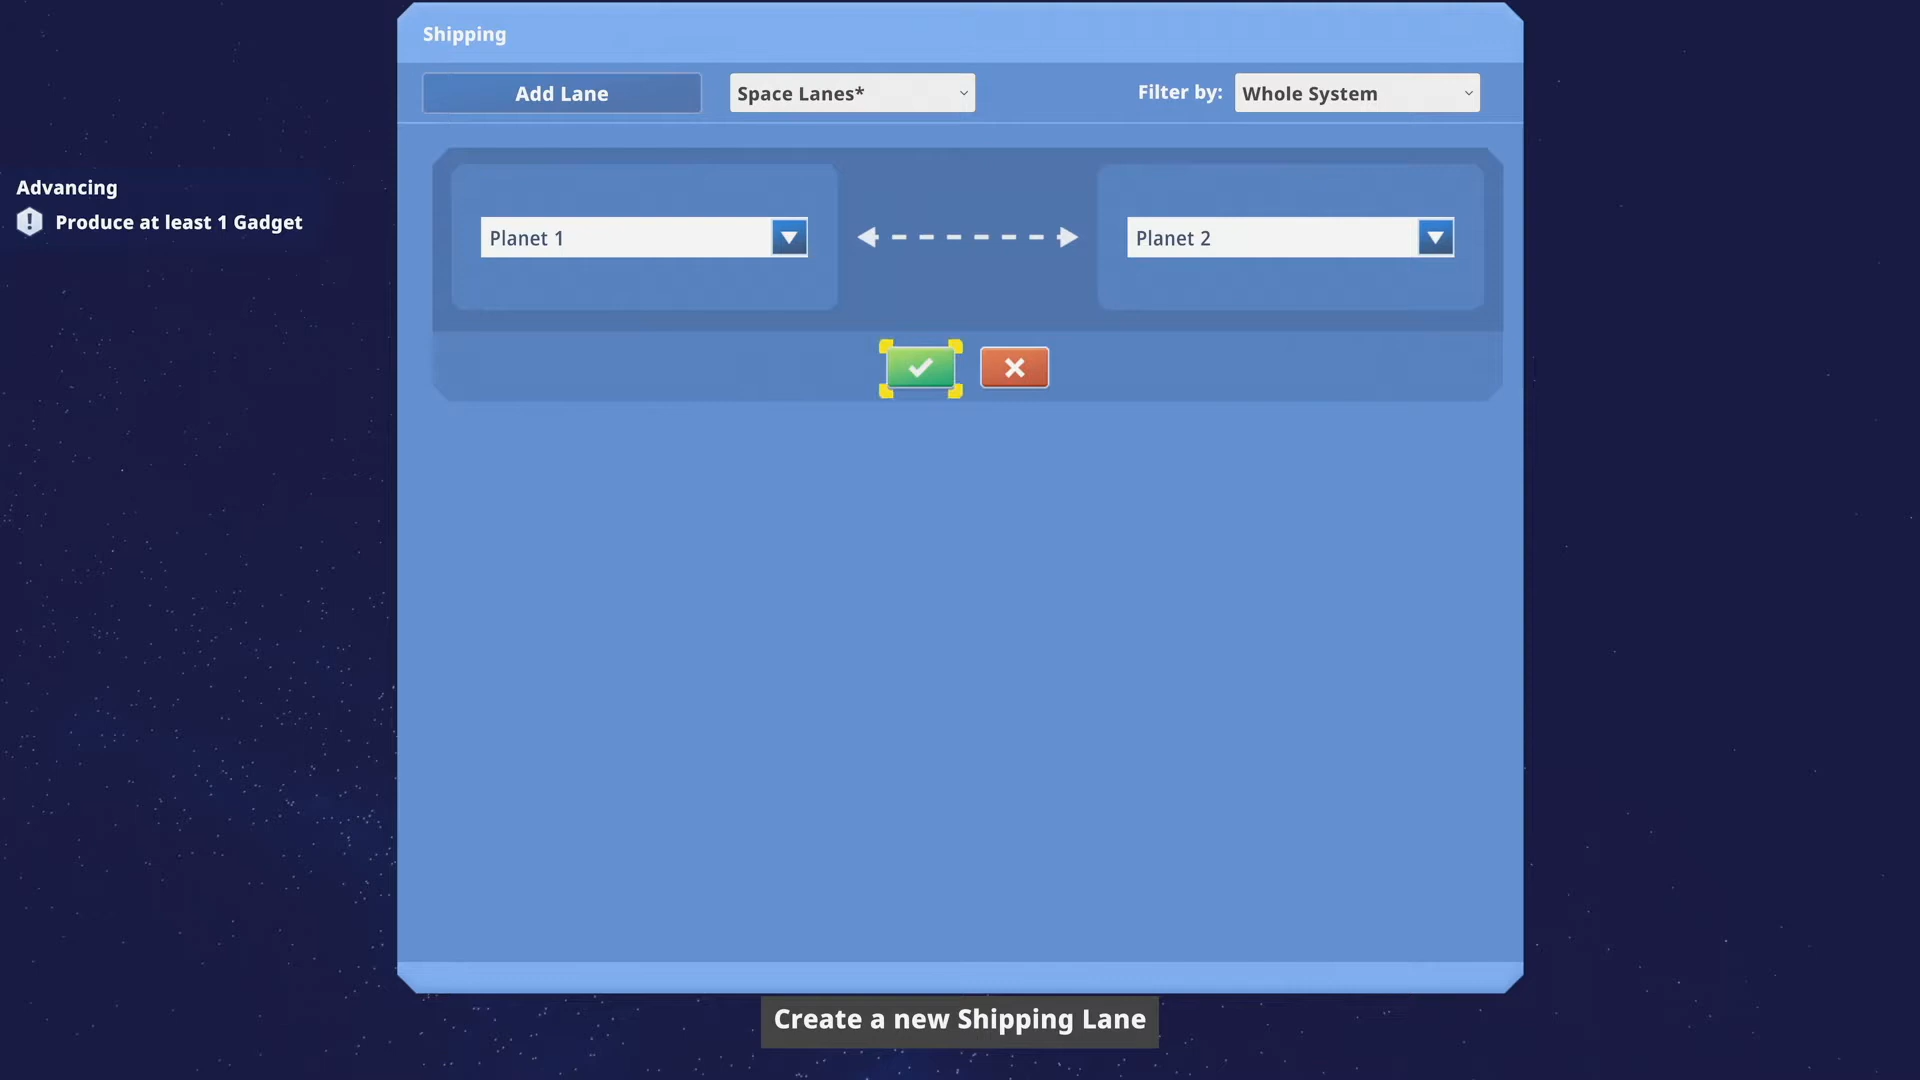 Shipping
Add Lane
Space Lanes*
Filter by:
Whole System
Advancing
Produce at least 1 Gadget
Planet 1
Planet 2
Create a new Shipping Lane